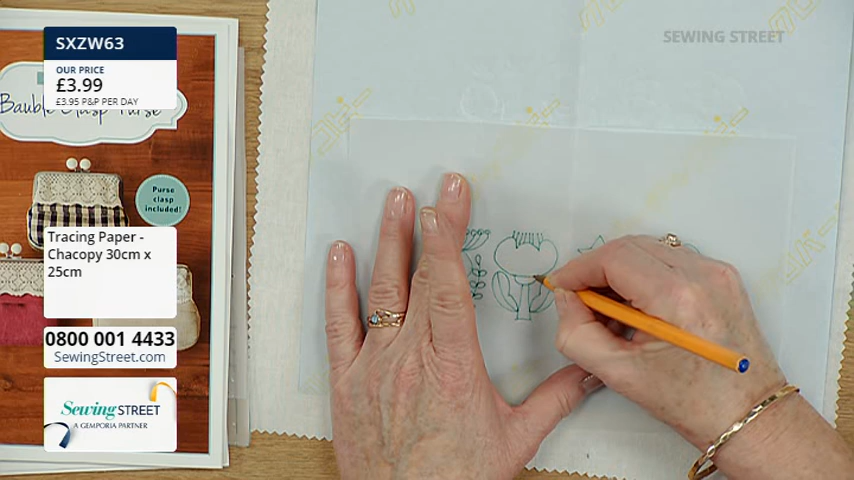 SXZW63
OUR PRICE
£3.99
£3.95 P&P PER DAY
Bauble Clasp Purse
Purse
clasp
included!
Tracing Paper -
Chacopy 30cm x
25cm
0800 001 4433
SewingStreet.com
Sewing STREET
A GEMPORIA PARTNER
SEWING STREET